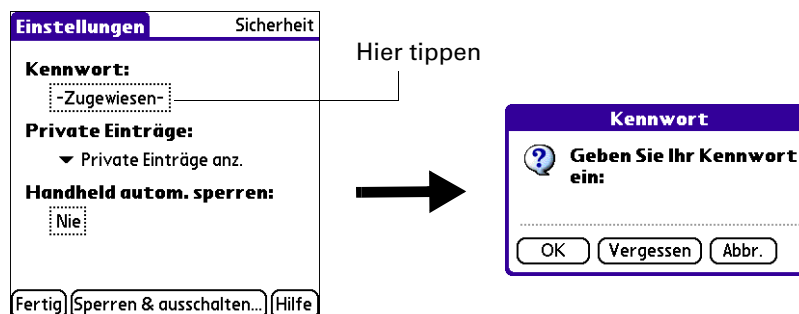 Einstellungen Sicherheit
Kennwort:
-Zugewiesen-
Private Einträge:
Private Einträge anz.
Handheld autom. sperren:
Nie
Fertig Sperren & ausschalten... Hilfe
Hier tippen
Kennwort
Geben Sie Ihr Kennwort
ein:
OK Vergessen Abbr.